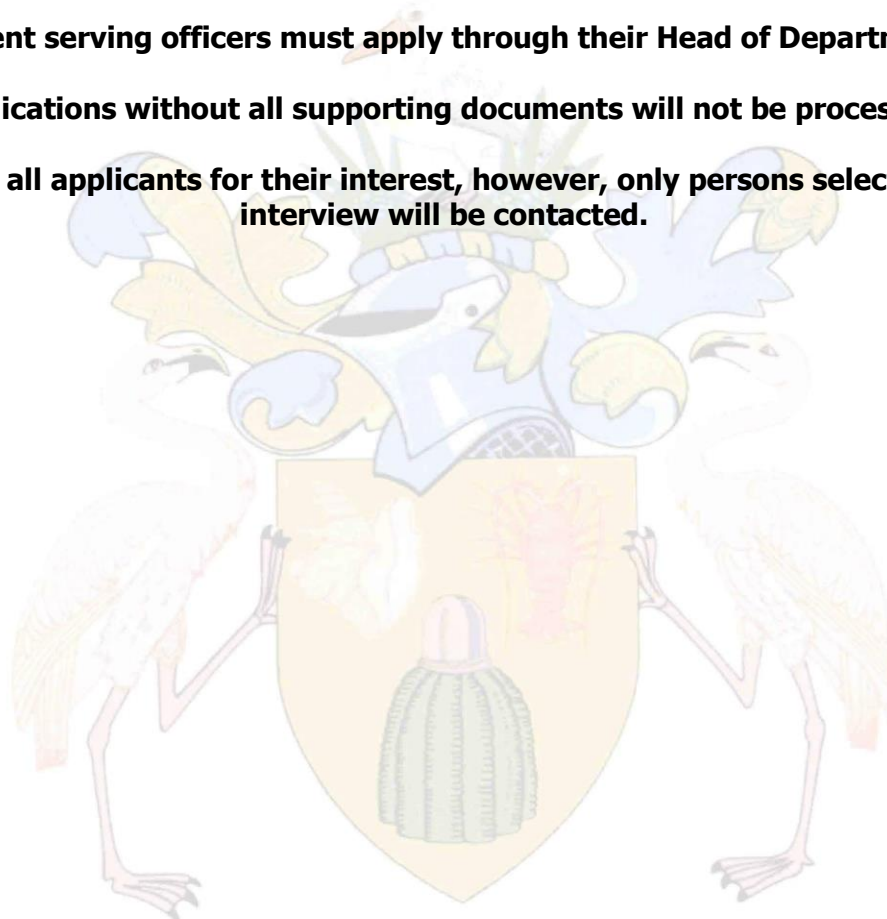 ent serving officers must apply through their Head of Departm
ications without all supporting documents will not be proces
all applicants for their interest, however, only persons selec
interview will be contacted.